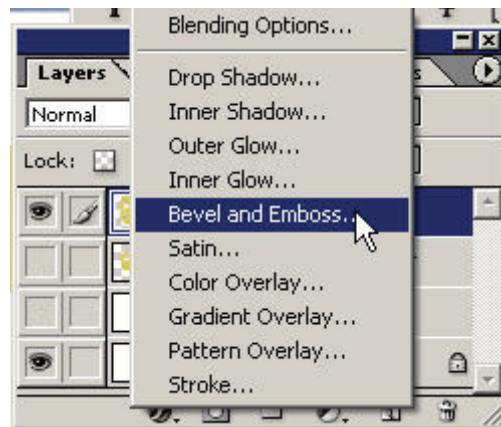 Blending Options...
Layers
Drop Shadow...
Normal
Inner Shadow...
Outer Glow...
Lock:
Inner Glow...
Bevel and Emboss...
Satin...
Color Overlay...
Gradient Overlay...
Pattern Overlay...
Stroke...